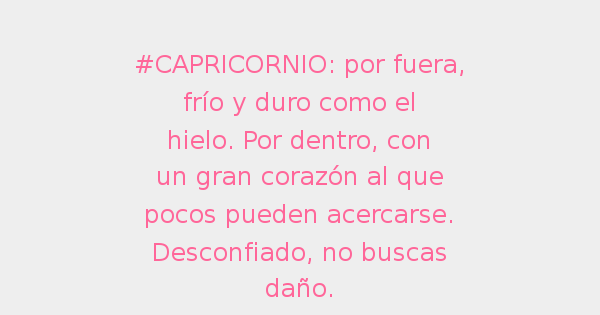 #CAPRICORNIO: por fuera,
frío y duro como el
hielo. Por dentro, con
un gran corazón al que
pocos pueden acercarse.
Desconfiado, no buscas
daño.